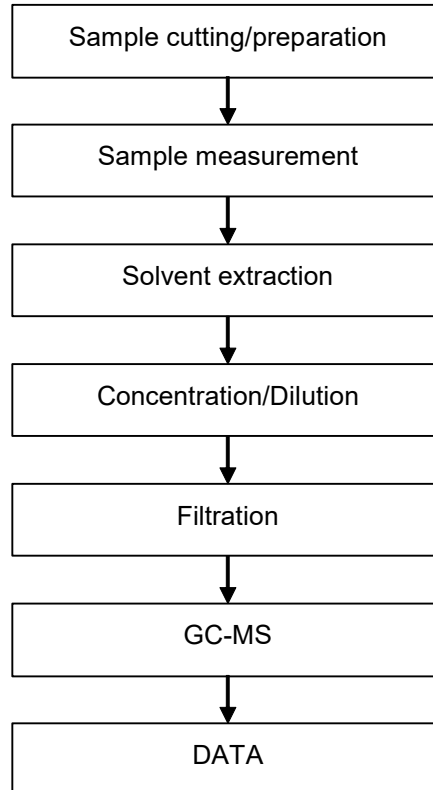 Sample cutting/preparation
Sample measurement
Solvent extraction
Concentration/Dilution
Filtration
GC-MS
DATA